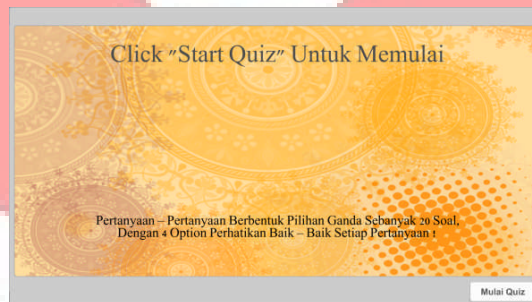 Click "Start Quiz" Untuk Memulai
Pertanyaan – Pertanyaan Berbentuk Pilihan Ganda Sebanyak 20 Soal,
Dengan 4 Option Perhatikan Baik – Baik Setiap Pertanyaan !
Mulai Quiz